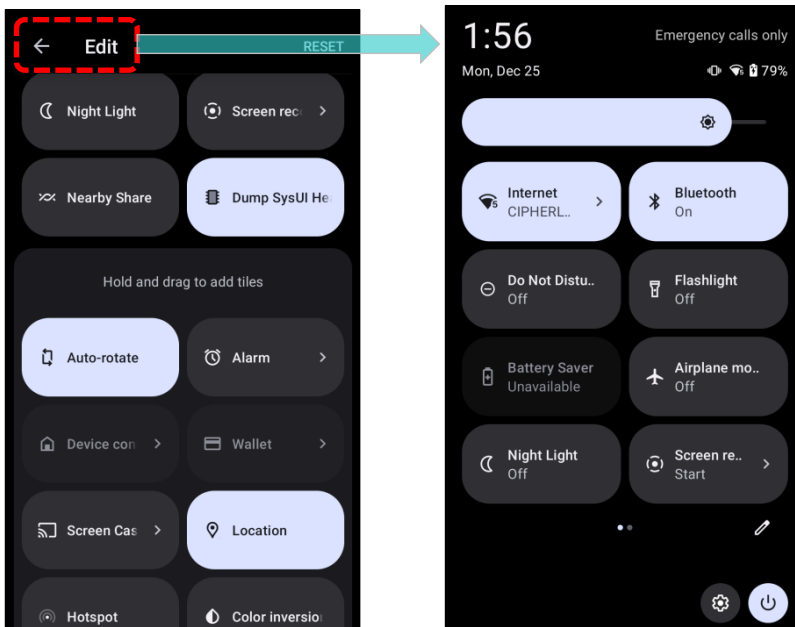 Edit
RESET
Night Light
Screen rec
Nearby Share
Dump SysUI He
Hold and drag to add tiles
Auto-rotate
Alarm
Device con
Wallet
Screen Cas
Location
Hotspot
Color inversio
1:56
Emergency calls only
Mon, Dec 25
79%
Internet
CIPHERL..
5
Bluetooth
On
Do Not Distu..
Off
Flashlight
Off
Battery Saver
Unavailable
Airplane mo..
Off
Night Light
Off
Screen re..
Start